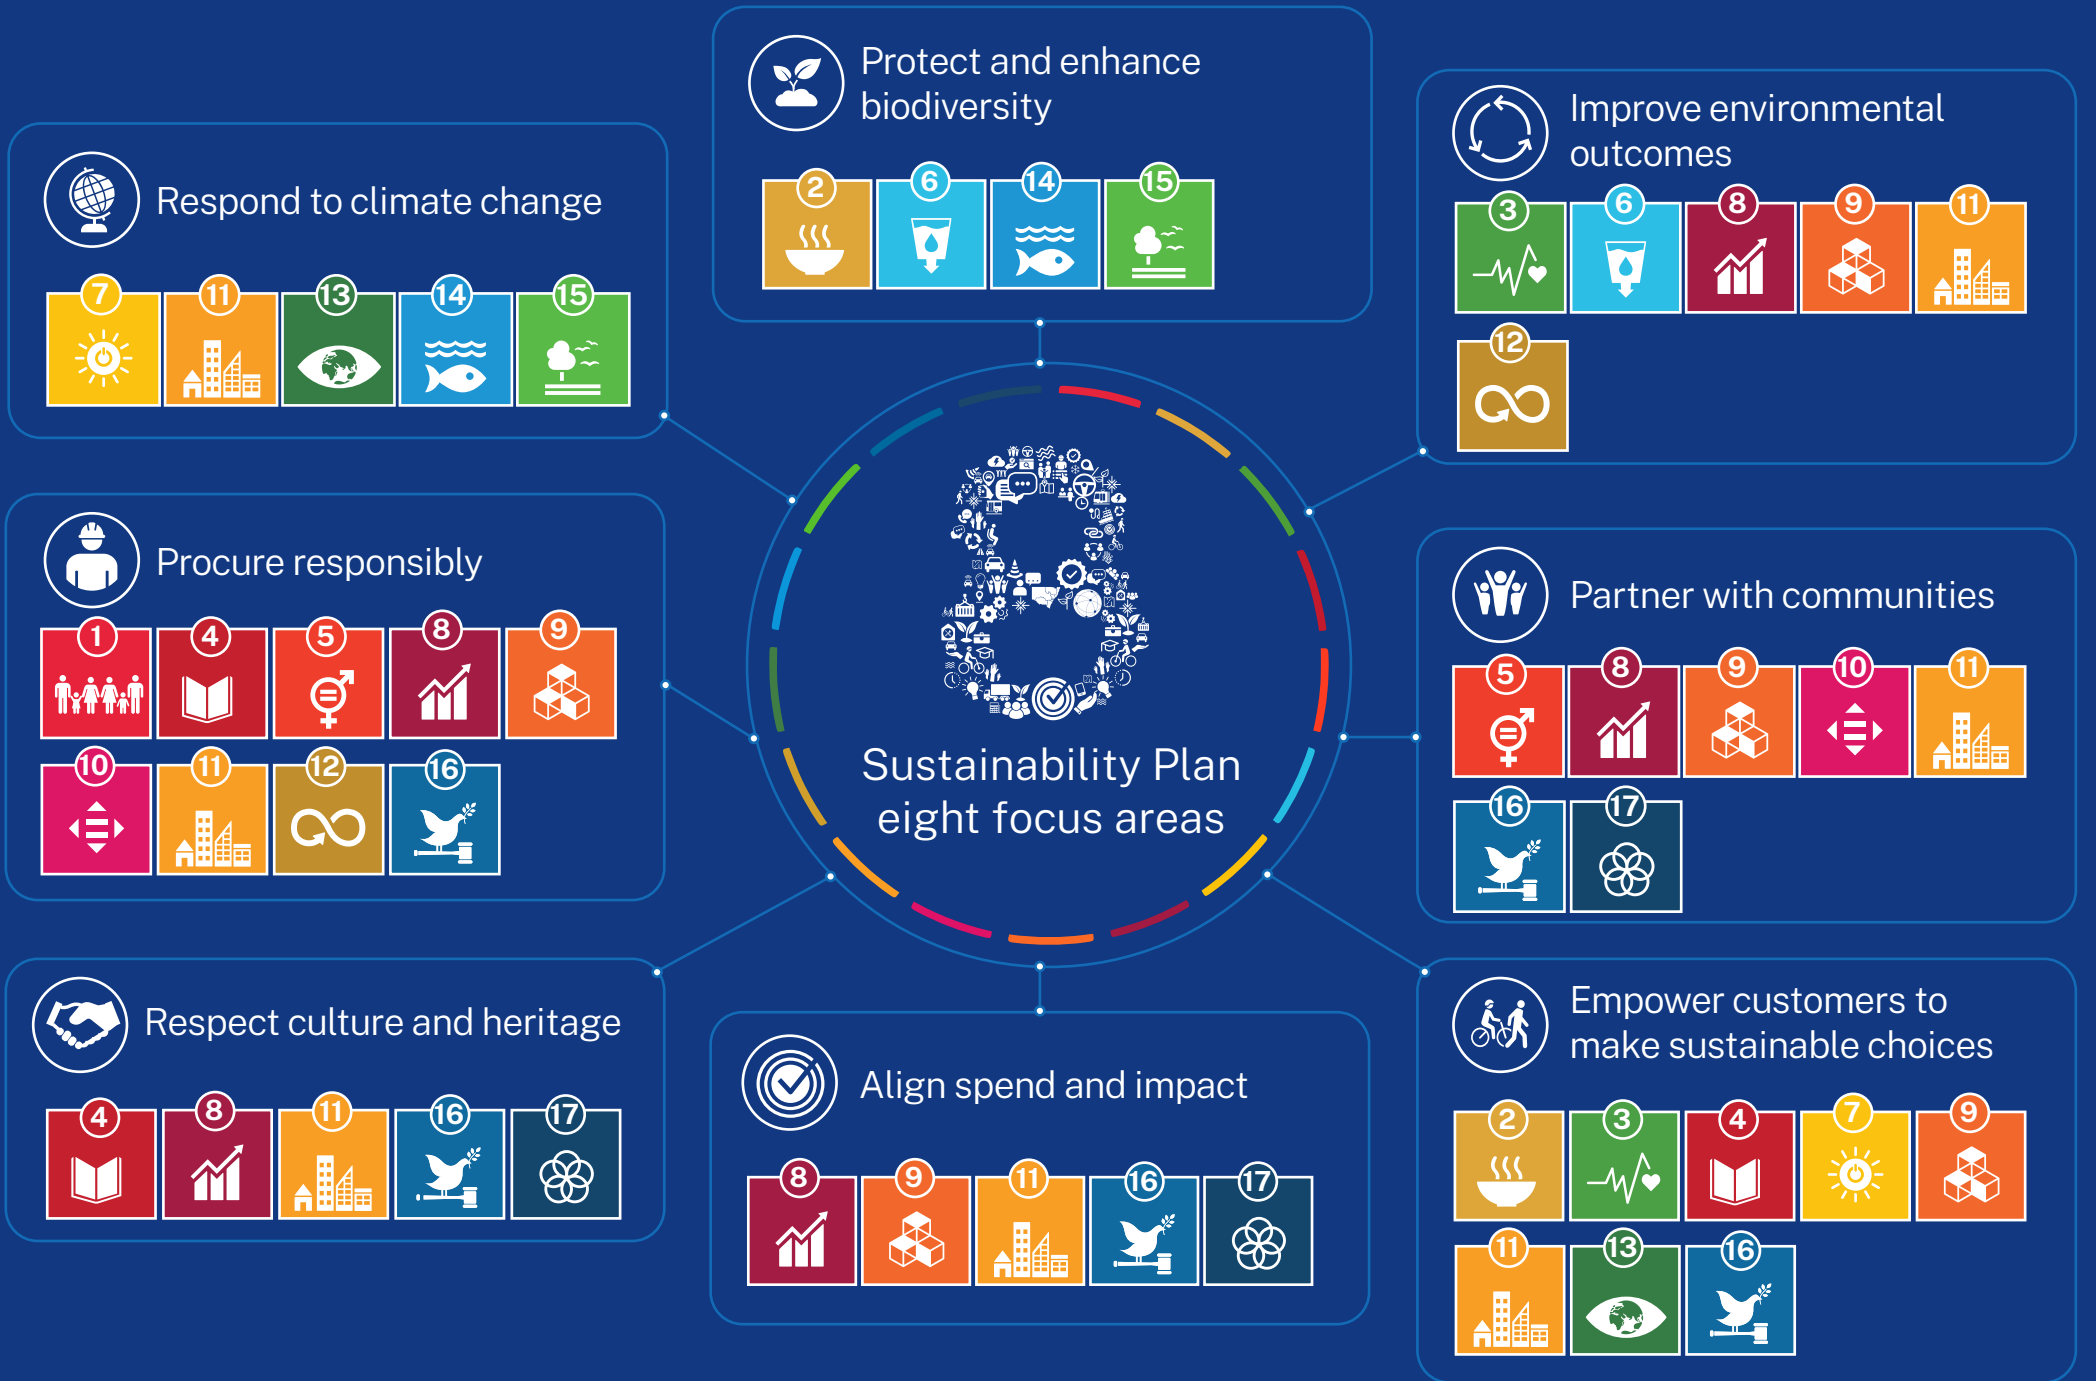 Protect and enhance
biodiversity
2 6 14 15
Improve environmental
outcomes
3 6 8 9 11
12
Respond to climate change
7 11 13 14 15
Procure responsibly
1 4 5 8 9
10 11 12 16
Partner with communities
5 8 9 10 11
16 17
8
Sustainability Plan
eight focus areas
Respect culture and heritage
4 8 11 16 17
Align spend and impact
8 9 11 16 17
Empower customers to
make sustainable choices
2 3 4 7 9
11 13 16